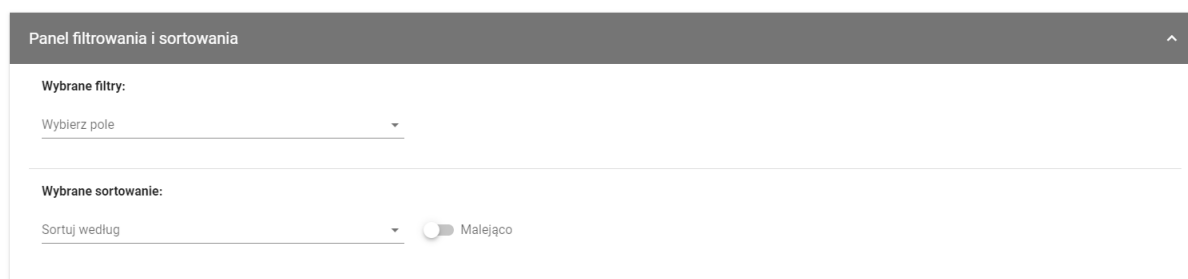 Panel filtrowania i sortowania
Wybrane filtry:
Wybierz pole
Wybrane sortowanie:
Sortuj według
Malejąco